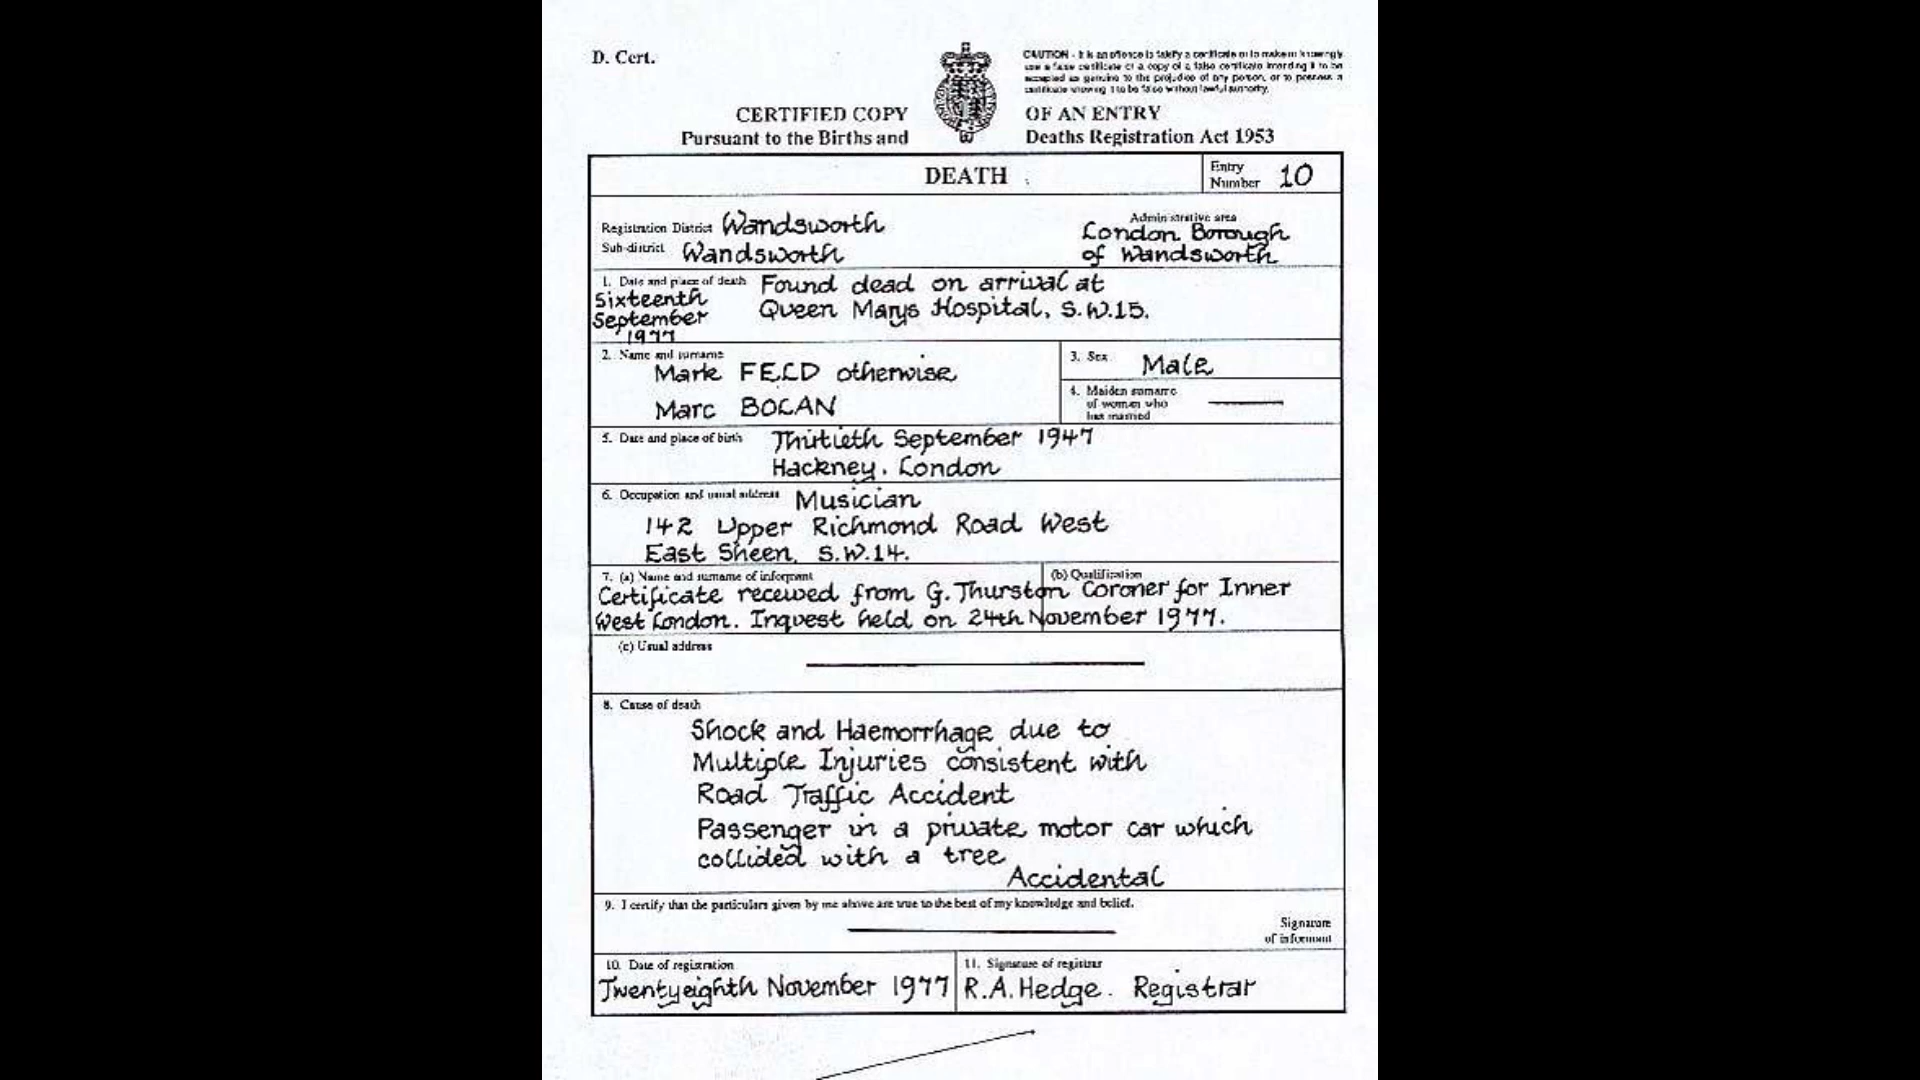 D. Cert.
CAUTION - It is an offence to falsify a certificate or to make or knowingly
use a false certificate or a copy of a false certificate intending it to be
accepted as genuine to the prejudice of any person, or to possess a
certificate knowing it to be false without lawful authority.
CERTIFIED COPY OF AN ENTRY
Pursuant to the Births and Deaths Registration Act 1953
DEATH
Entry
Number 10
Registration District Wandsworth
Sub-district Wandsworth
Administrative area
London Borough
of Wandsworth
1. Date and place of death
Sixteenth
September
1977
Found dead on arrival at
Queen Marys Hospital, S.W.15.
2. Name and surname
Mark FELD otherwise
Marc BOLAN
3. Sex Male
4. Maiden surname
of woman who
has married
5. Date and place of birth Thirtieth September 1947
Hackney, London
6. Occupation and usual address Musician
142 Upper Richmond Road West
East Sheen, S.W.14.
7. (a) Name and surname of informant (b) Qualification
Certificate received from G. Thurston Coroner for Inner
West London. Inquest held on 24th November 1977.
(c) Usual address
8. Cause of death
Shock and Haemorrhage due to
Multiple Injuries consistent with
Road Traffic Accident
Passenger in a private motor car which
collided with a tree
Accidental
9. I certify that the particulars given by me above are true to the best of my knowledge and belief.
Signature
of informant
10. Date of registration
Twentyeighth November 1977
11. Signature of registrar
R.A. Hedge. Registrar